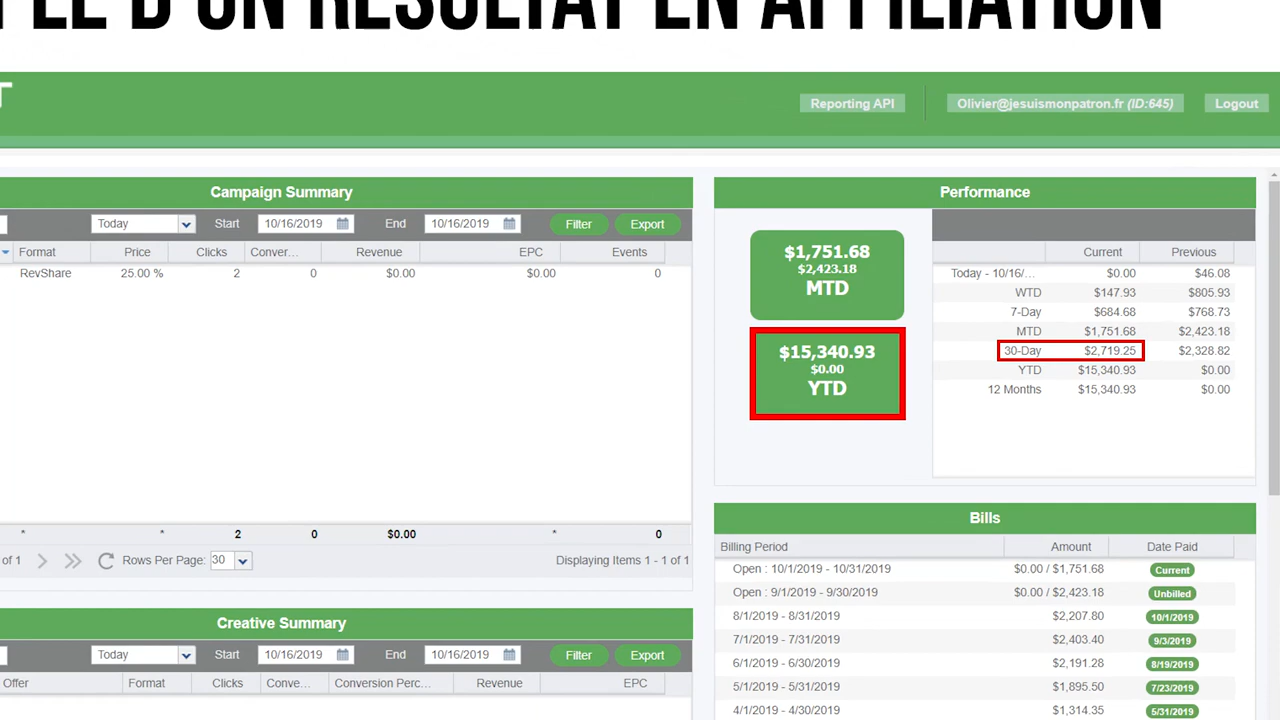 PLE D'UN RÉSULTAT EN AFFILIATION
T
Reporting API
Olivier@jesuismonpatron.fr (ID:645)
Logout
Campaign Summary
Today Start 10/16/2019 End 10/16/2019 Filter Export
Format Price Clicks Conver... Revenue EPC Events
RevShare 25.00 % 2 0 $0.00 $0.00 0
* * 2 0 $0.00 * 0
of 1 Rows Per Page: 30 Displaying Items 1 - 1 of 1
Creative Summary
Today Start 10/16/2019 End 10/16/2019 Filter Export
Offer Format Clicks Conve... Conversion Perc... Revenue EPC
Performance
$1,751.68
$2,423.18
MTD
$15,340.93
$0.00
YTD
Current Previous
Today - 10/16/... $0.00 $46.08
WTD $147.93 $805.93
7-Day $684.68 $768.73
MTD $1,751.68 $2,423.18
30-Day $2,719.25 $2,328.82
YTD $15,340.93 $0.00
12 Months $15,340.93 $0.00
Bills
Billing Period Amount Date Paid
Open : 10/1/2019 - 10/31/2019 $0.00 / $1,751.68 Current
Open : 9/1/2019 - 9/30/2019 $0.00 / $2,423.18 Unbilled
8/1/2019 - 8/31/2019 $2,207.80 10/1/2019
7/1/2019 - 7/31/2019 $2,403.40 9/3/2019
6/1/2019 - 6/30/2019 $2,191.28 8/19/2019
5/1/2019 - 5/31/2019 $1,895.50 7/23/2019
4/1/2019 - 4/30/2019 $1,314.35 5/31/2019